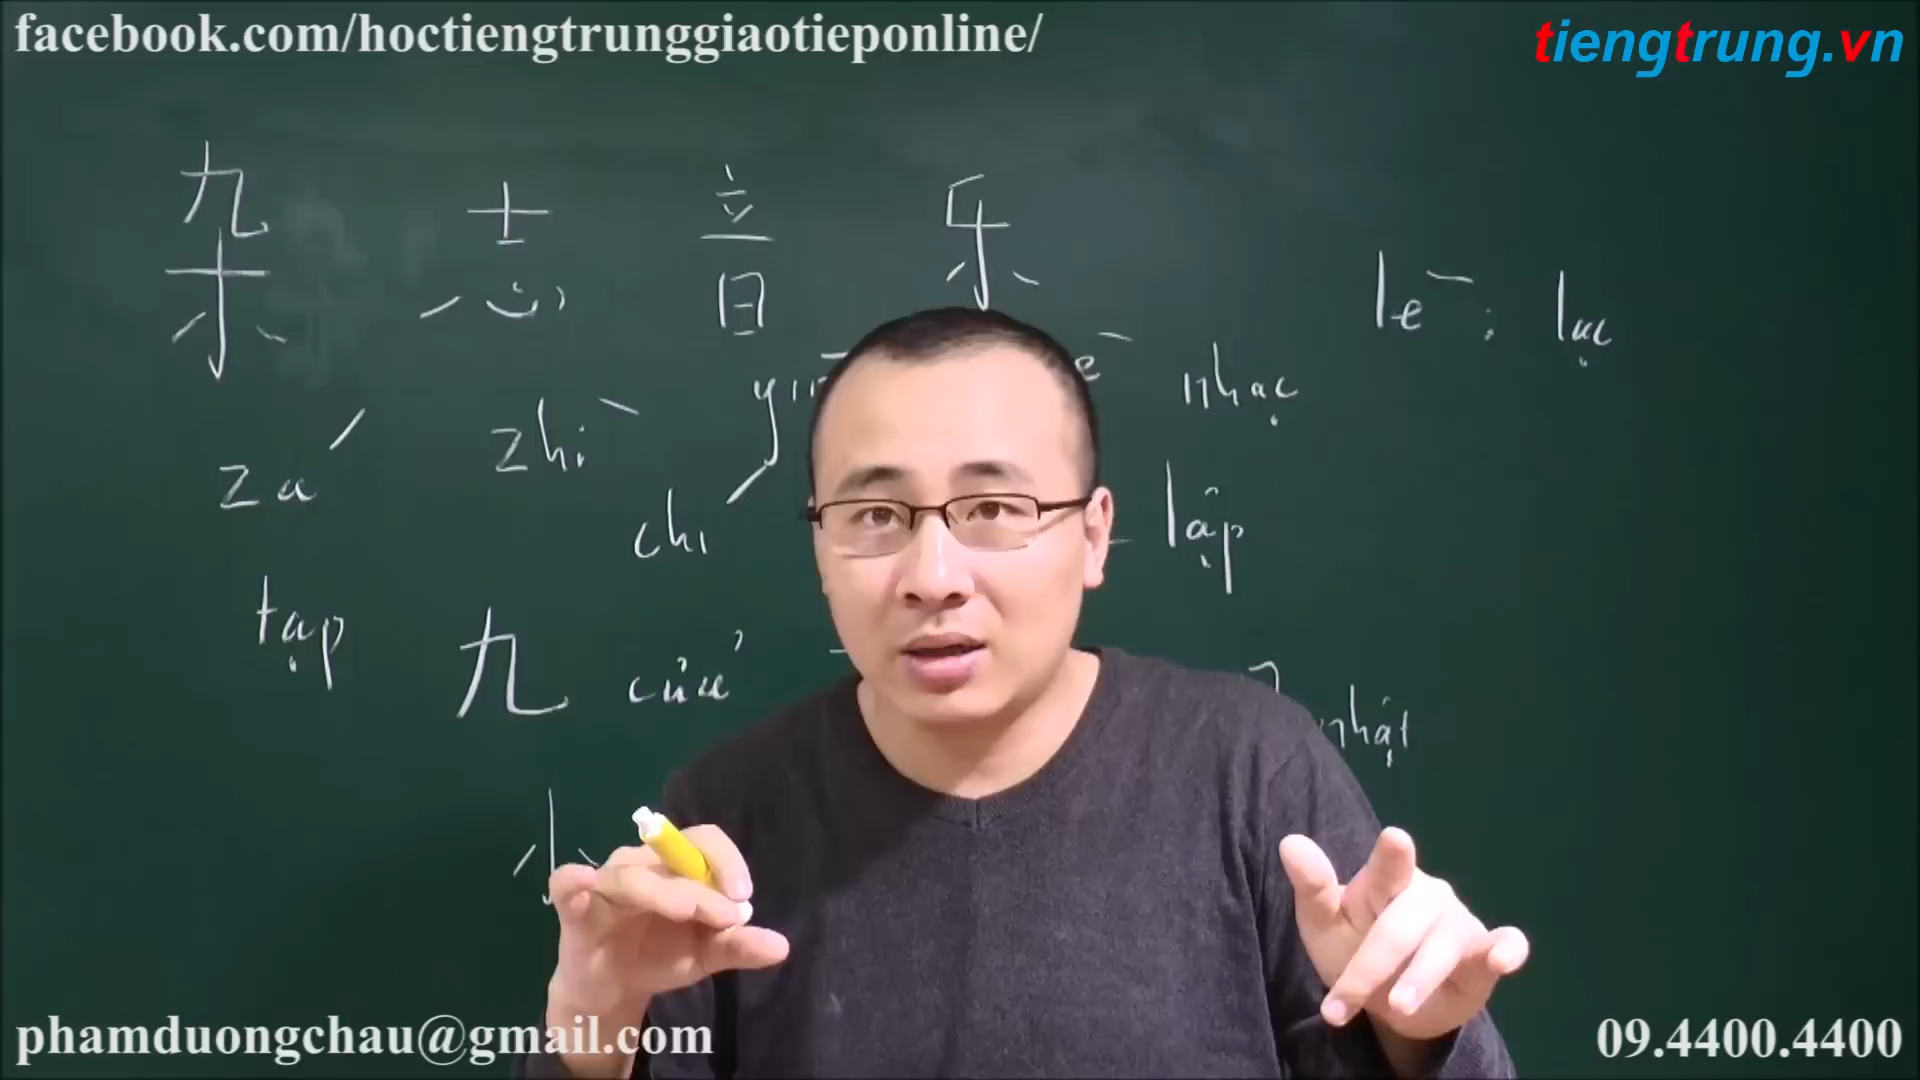 facebook.com/hoctiengtrunggiaotieponline/
tiengtrung.vn
杂 志 音 乐
lè : lạc
zá zhì nhạc
chí lập
tạp
九 cửu
nhật
小
phamduongchau@gmail.com
09.4400.4400